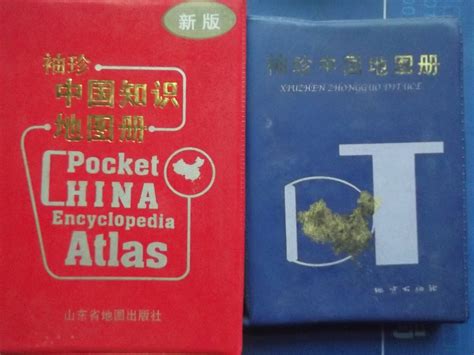 新版
袖珍
中国知识
地图册
Pocket
CHINA
Encyclopedia
Atlas
山东省地图出版社
袖珍中国地图册
XIUZHEN ZHONGGUO DITUCE